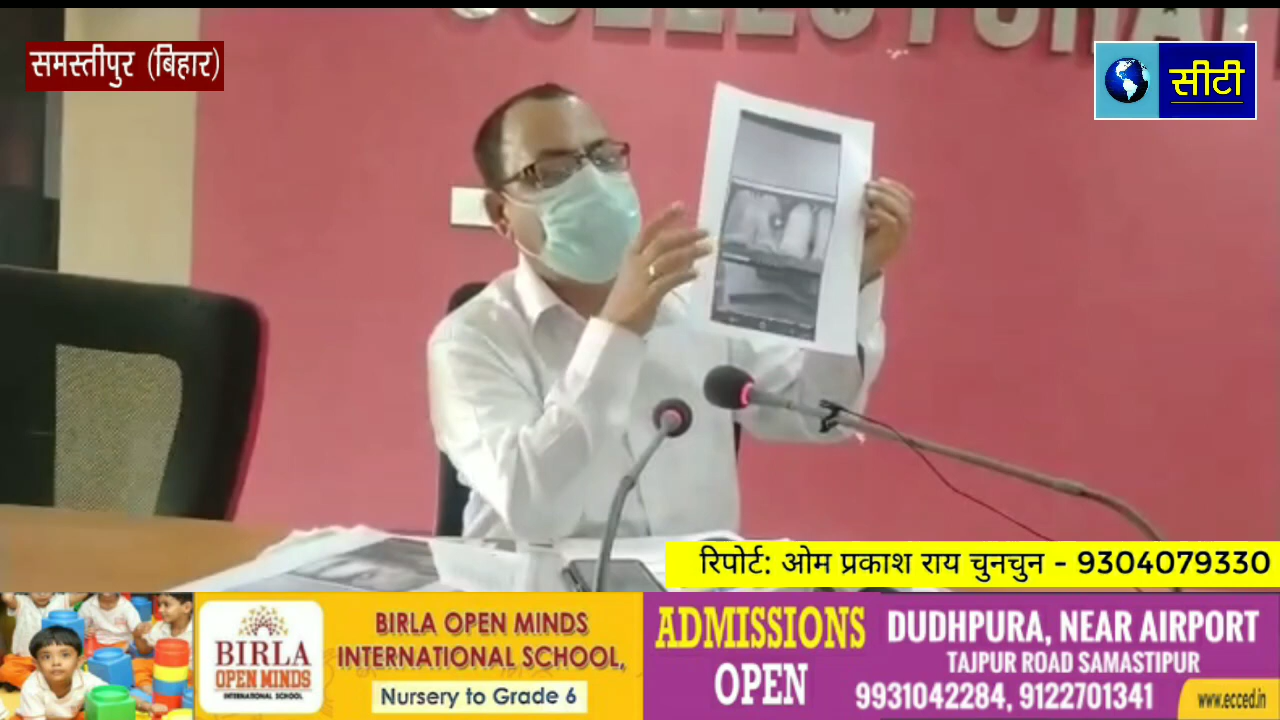 COLLECTORAT
समस्तीपुर (बिहार)
सीटी
रिपोर्ट: ओम प्रकाश राय चुनचुन - 9304079330
BIRLA
OPEN MINDS
INTERNATIONAL SCHOOL
BIRLA OPEN MINDS
INTERNATIONAL SCHOOL,
Nursery to Grade 6
ADMISSIONS
OPEN
DUDHPURA, NEAR AIRPORT
TAJPUR ROAD SAMASTIPUR
9931042284, 9122701341
www.ecced.in